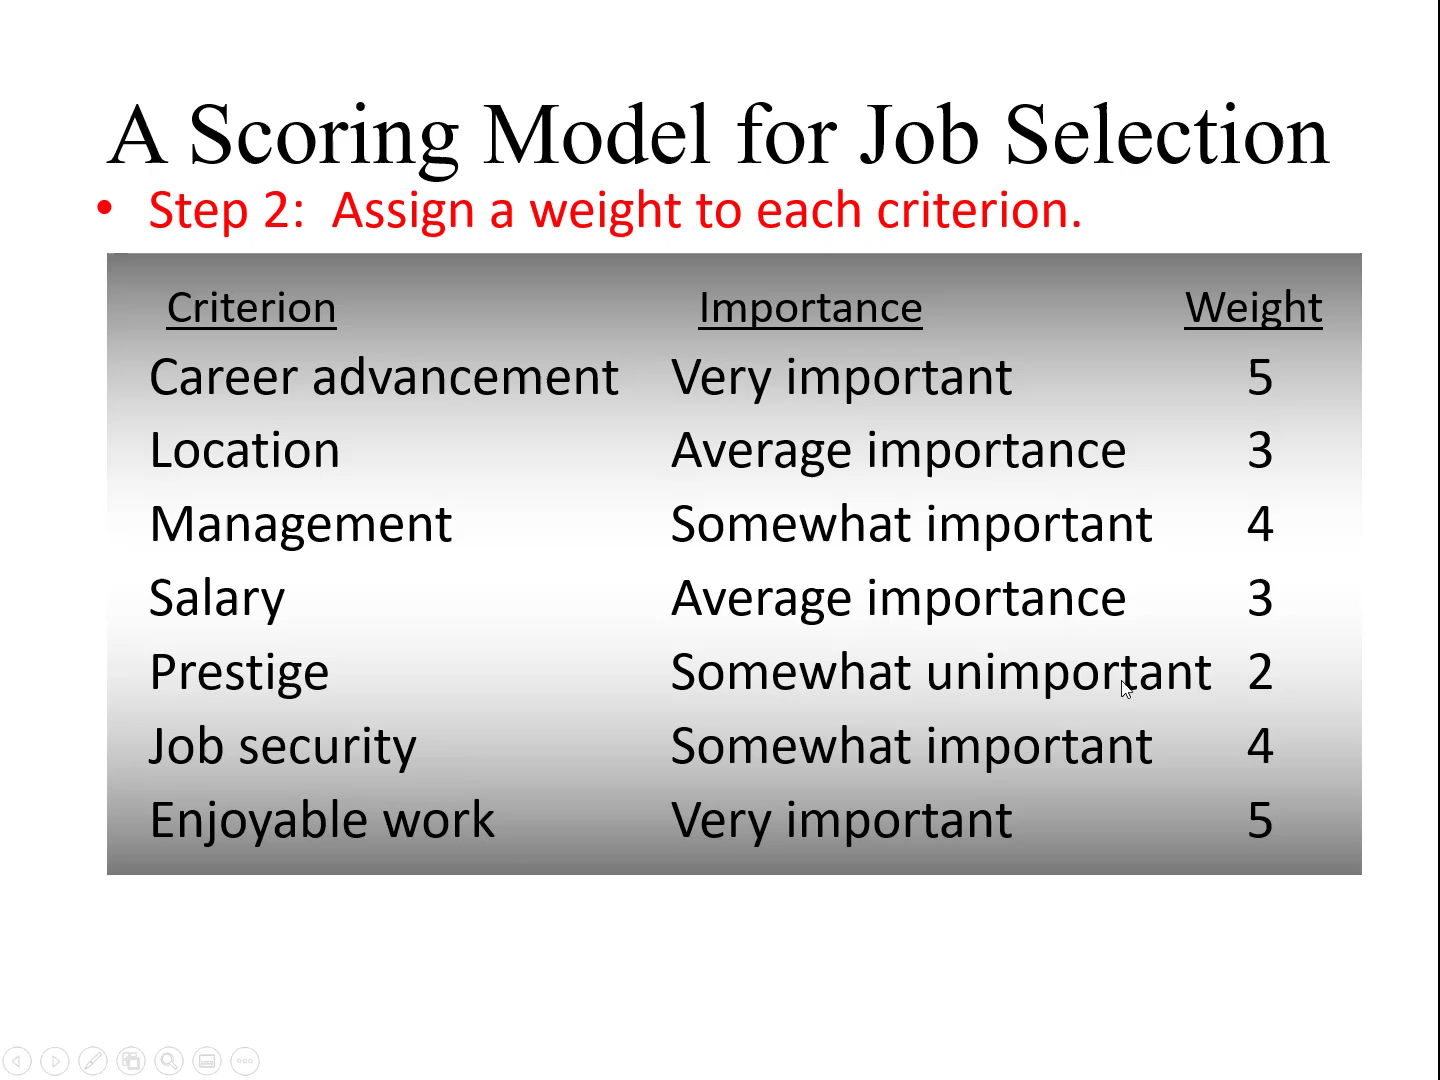 A Scoring Model for Job Selection
• Step 2: Assign a weight to each criterion.
Criterion Importance Weight
Career advancement Very important 5
Location Average importance 3
Management Somewhat important 4
Salary Average importance 3
Prestige Somewhat unimportant 2
Job security Somewhat important 4
Enjoyable work Very important 5